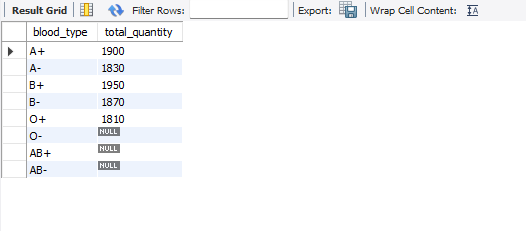 Result Grid Filter Rows: Export: Wrap Cell Content: IA
blood_type total_quantity
A+ 1900
A- 1830
B+ 1950
B- 1870
O+ 1810
O- NULL
AB+ NULL
AB- NULL